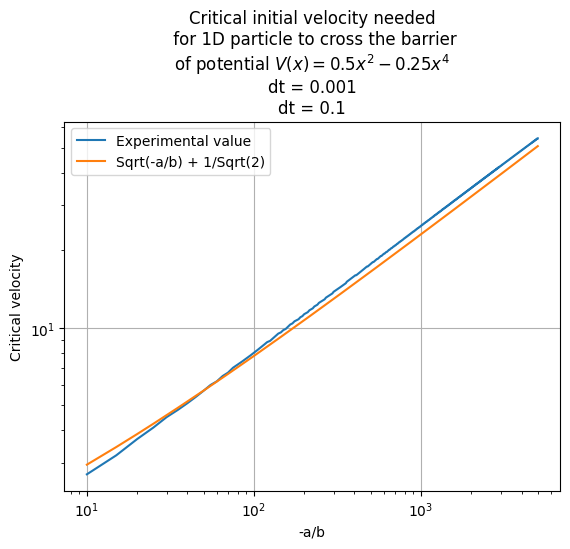 Critical initial velocity needed
for 1D particle to cross the barrier
of potential V(x) = 0.5x² − 0.25x⁴
dt = 0.001
dt = 0.1
Experimental value
Sqrt(-a/b) + 1/Sqrt(2)
Critical velocity
10¹
10¹ 10² 10³
-a/b